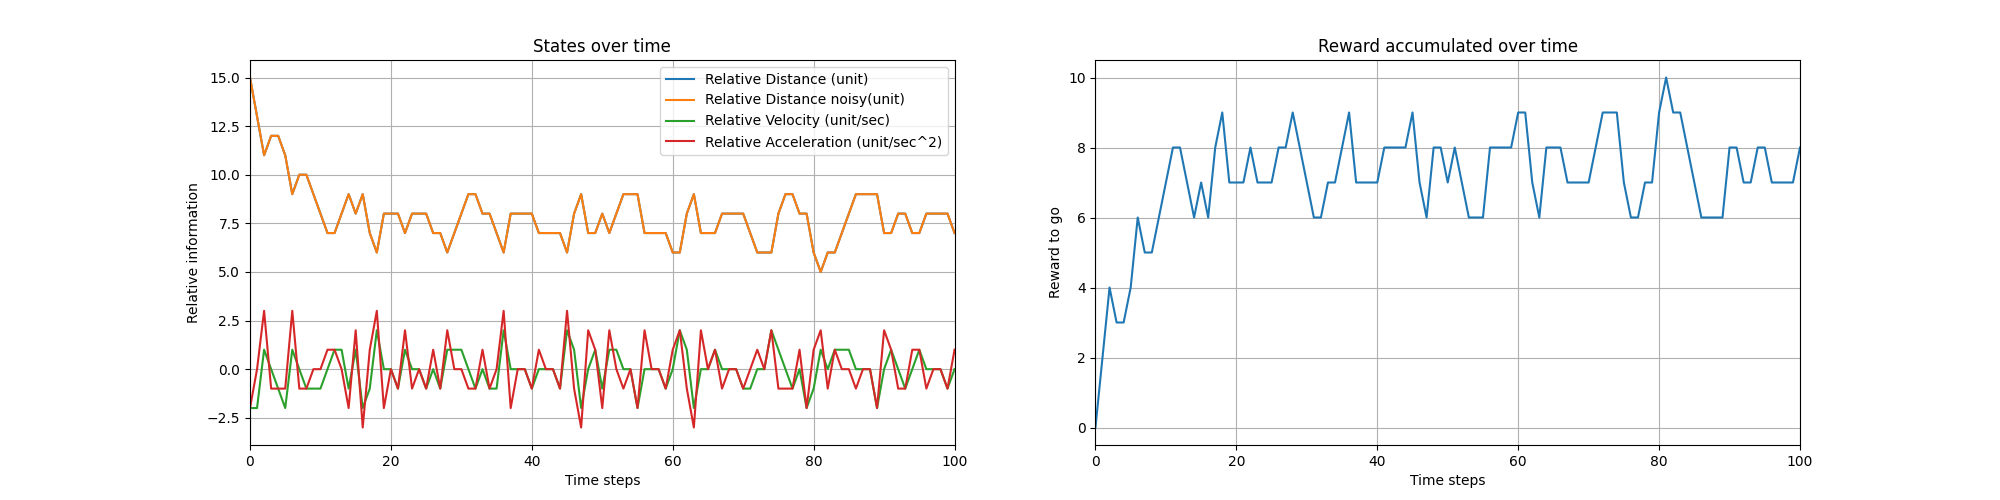 States over time
Relative information
15.0
12.5
10.0
7.5
5.0
2.5
0.0
−2.5
Relative Distance (unit)
Relative Distance noisy(unit)
Relative Velocity (unit/sec)
Relative Acceleration (unit/sec^2)
0 20 40 60 80 100
Time steps
Reward accumulated over time
Reward to go
10
8
6
4
2
0
0 20 40 60 80 100
Time steps